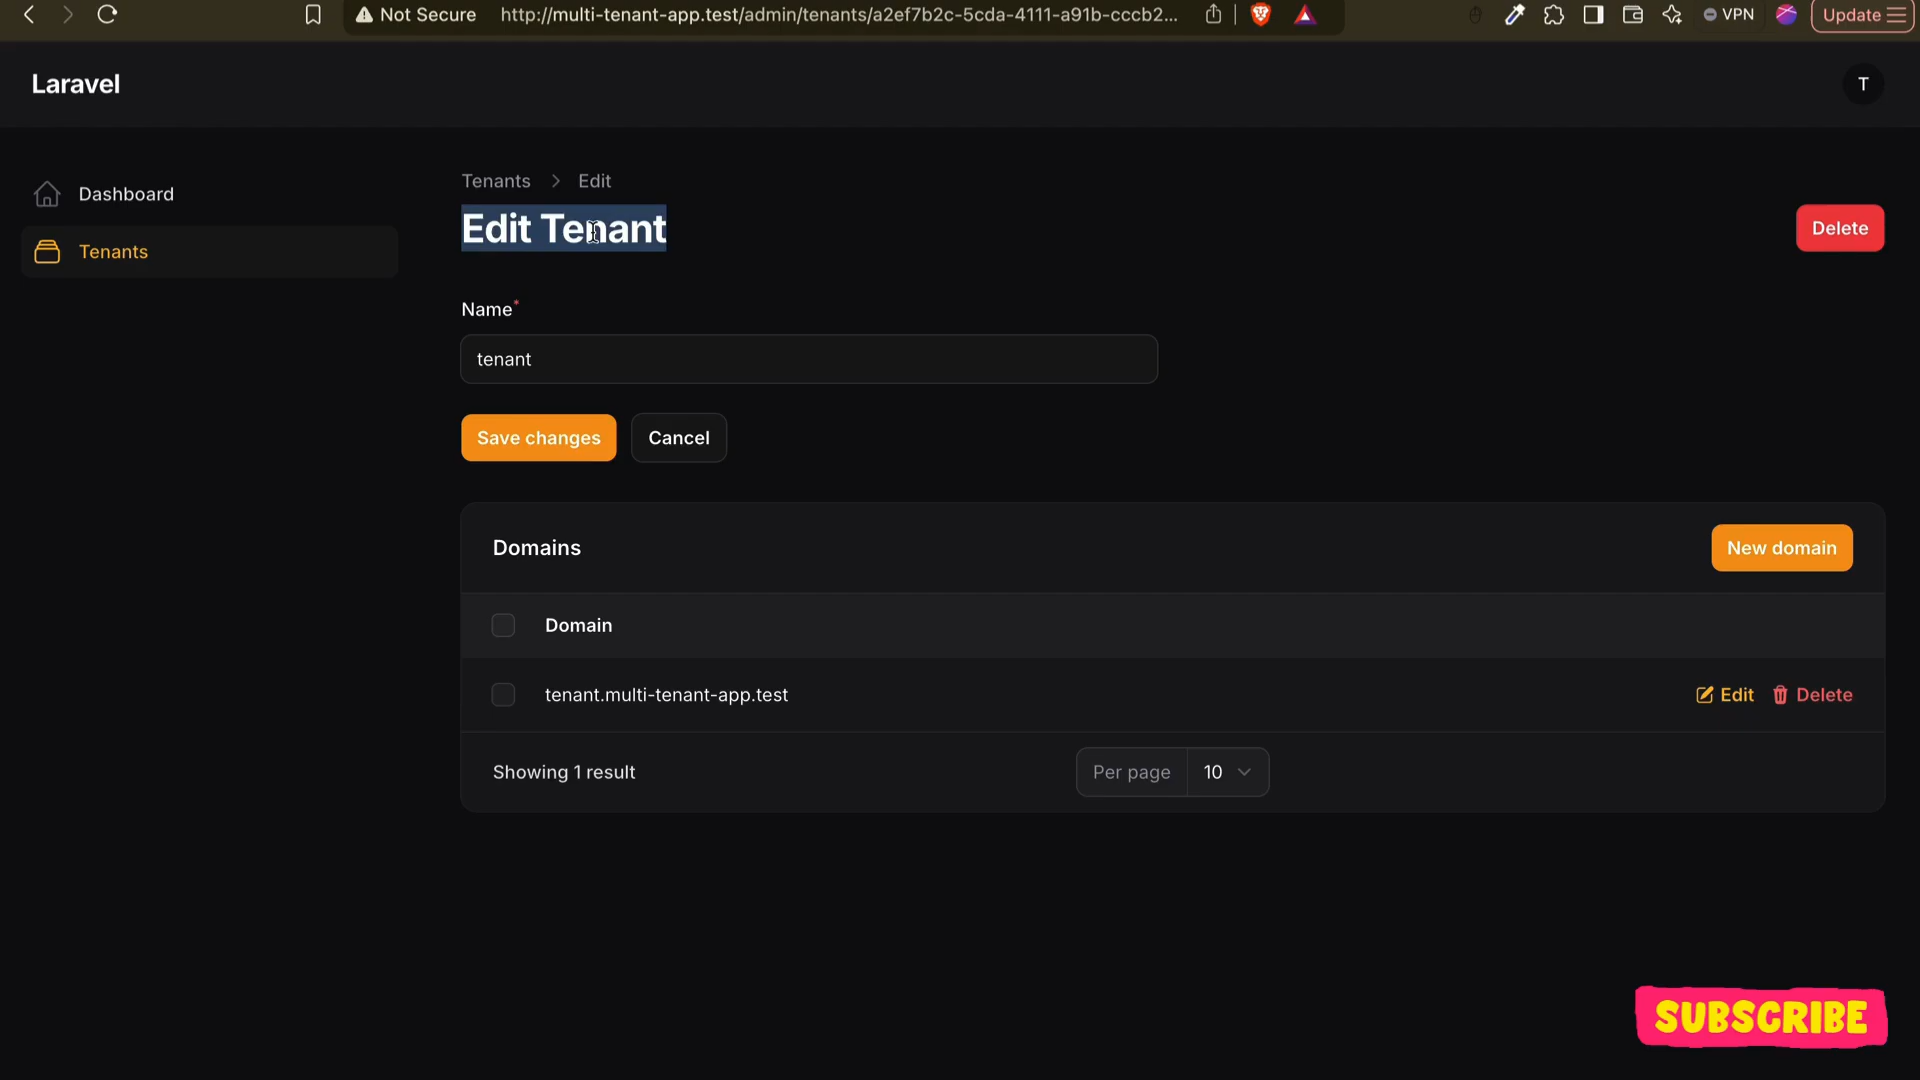 Not Secure http://multi-tenant-app.test/admin/tenants/a2ef7b2c-5cda-4111-a91b-cccb2... VPN Update
Laravel
T
Dashboard
Tenants
Tenants > Edit
Edit Tenant
Delete
Name*
tenant
Save changes
Cancel
Domains
New domain
Domain
tenant.multi-tenant-app.test
Edit
Delete
Showing 1 result
Per page 10
SUBSCRIBE